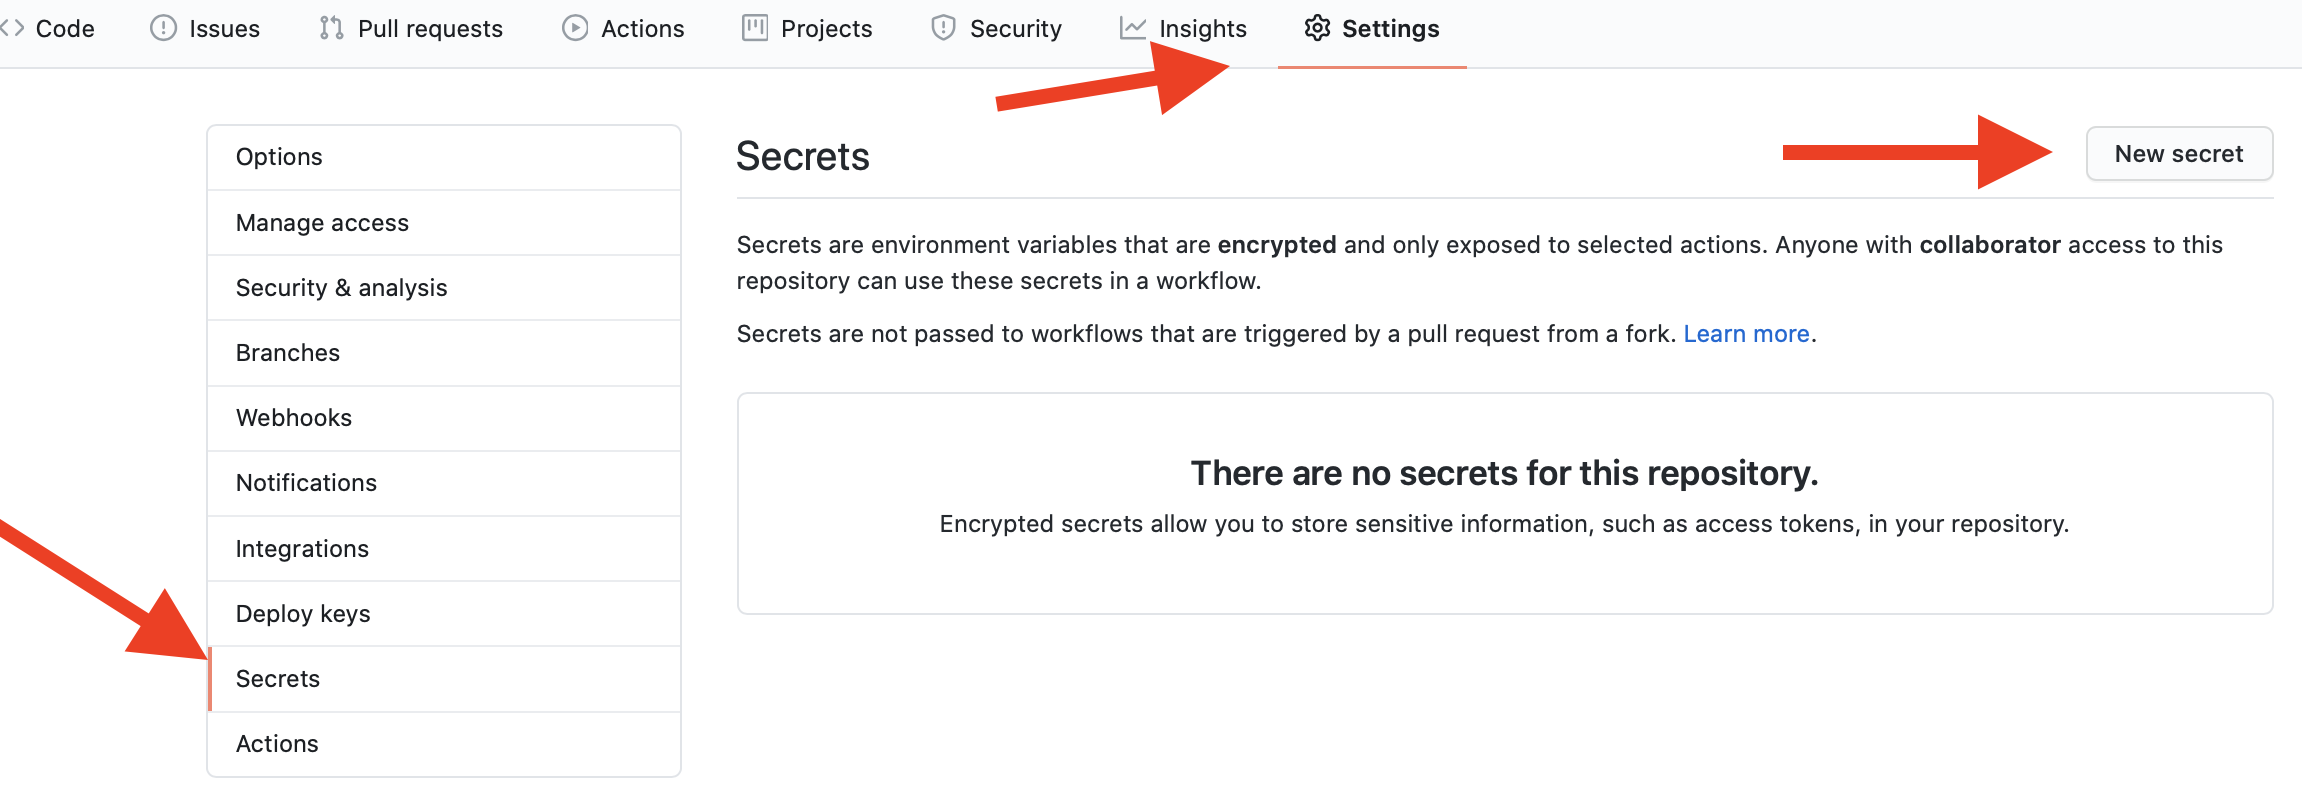 Code Issues Pull requests Actions Projects Security Insights Settings
Options
Manage access
Security & analysis
Branches
Webhooks
Notifications
Integrations
Deploy keys
Secrets
Actions
Secrets
New secret
Secrets are environment variables that are encrypted and only exposed to selected actions. Anyone with collaborator access to this
repository can use these secrets in a workflow.
Secrets are not passed to workflows that are triggered by a pull request from a fork. Learn more.
There are no secrets for this repository.
Encrypted secrets allow you to store sensitive information, such as access tokens, in your repository.